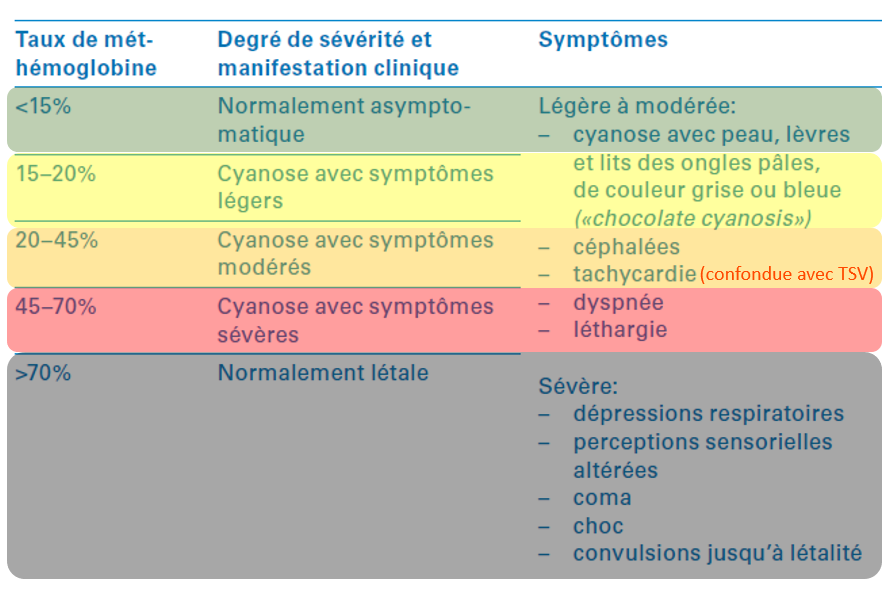 Taux de mét-
hémoglobine
Degré de sévérité et
manifestation clinique
Symptômes
<15%
Normalement asympto-
matique
15–20%
Cyanose avec symptômes
légers
20–45%
Cyanose avec symptômes
modérés
45–70%
Cyanose avec symptômes
sévères
>70%
Normalement létale
Légère à modérée:
– cyanose avec peau, lèvres
et lits des ongles pâles,
de couleur grise ou bleue
(«chocolate cyanosis»)
– céphalées
– tachycardie (confondue avec TSV)
– dyspnée
– léthargie
Sévère:
– dépressions respiratoires
– perceptions sensorielles
altérées
– coma
– choc
– convulsions jusqu’à létalité